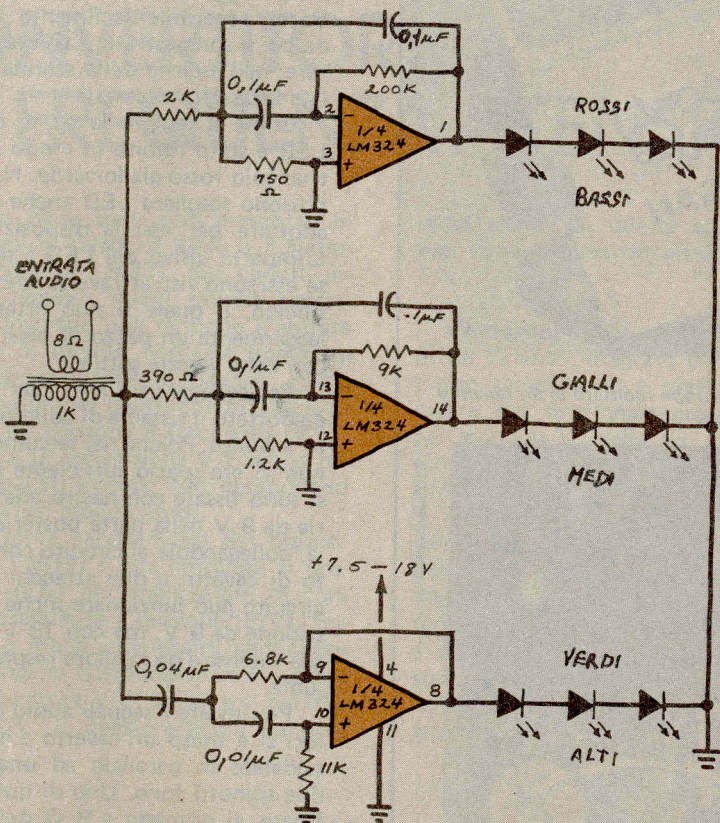 0,1µF
2K
0,1µF
200K
2
1
1/4
LM324
3
750
Ω
ROSSI
BASSI
ENTRATA
AUDIO
8Ω
1K
390Ω
.1µF
0,1µF
9K
13
14
1/4
LM324
12
1.2K
GIALLI
MEDI
+7.5-18V
0,04µF
6.8K
9
4
8
1/4
LM324
10
11
0,01µF
11K
VERDI
ALTI